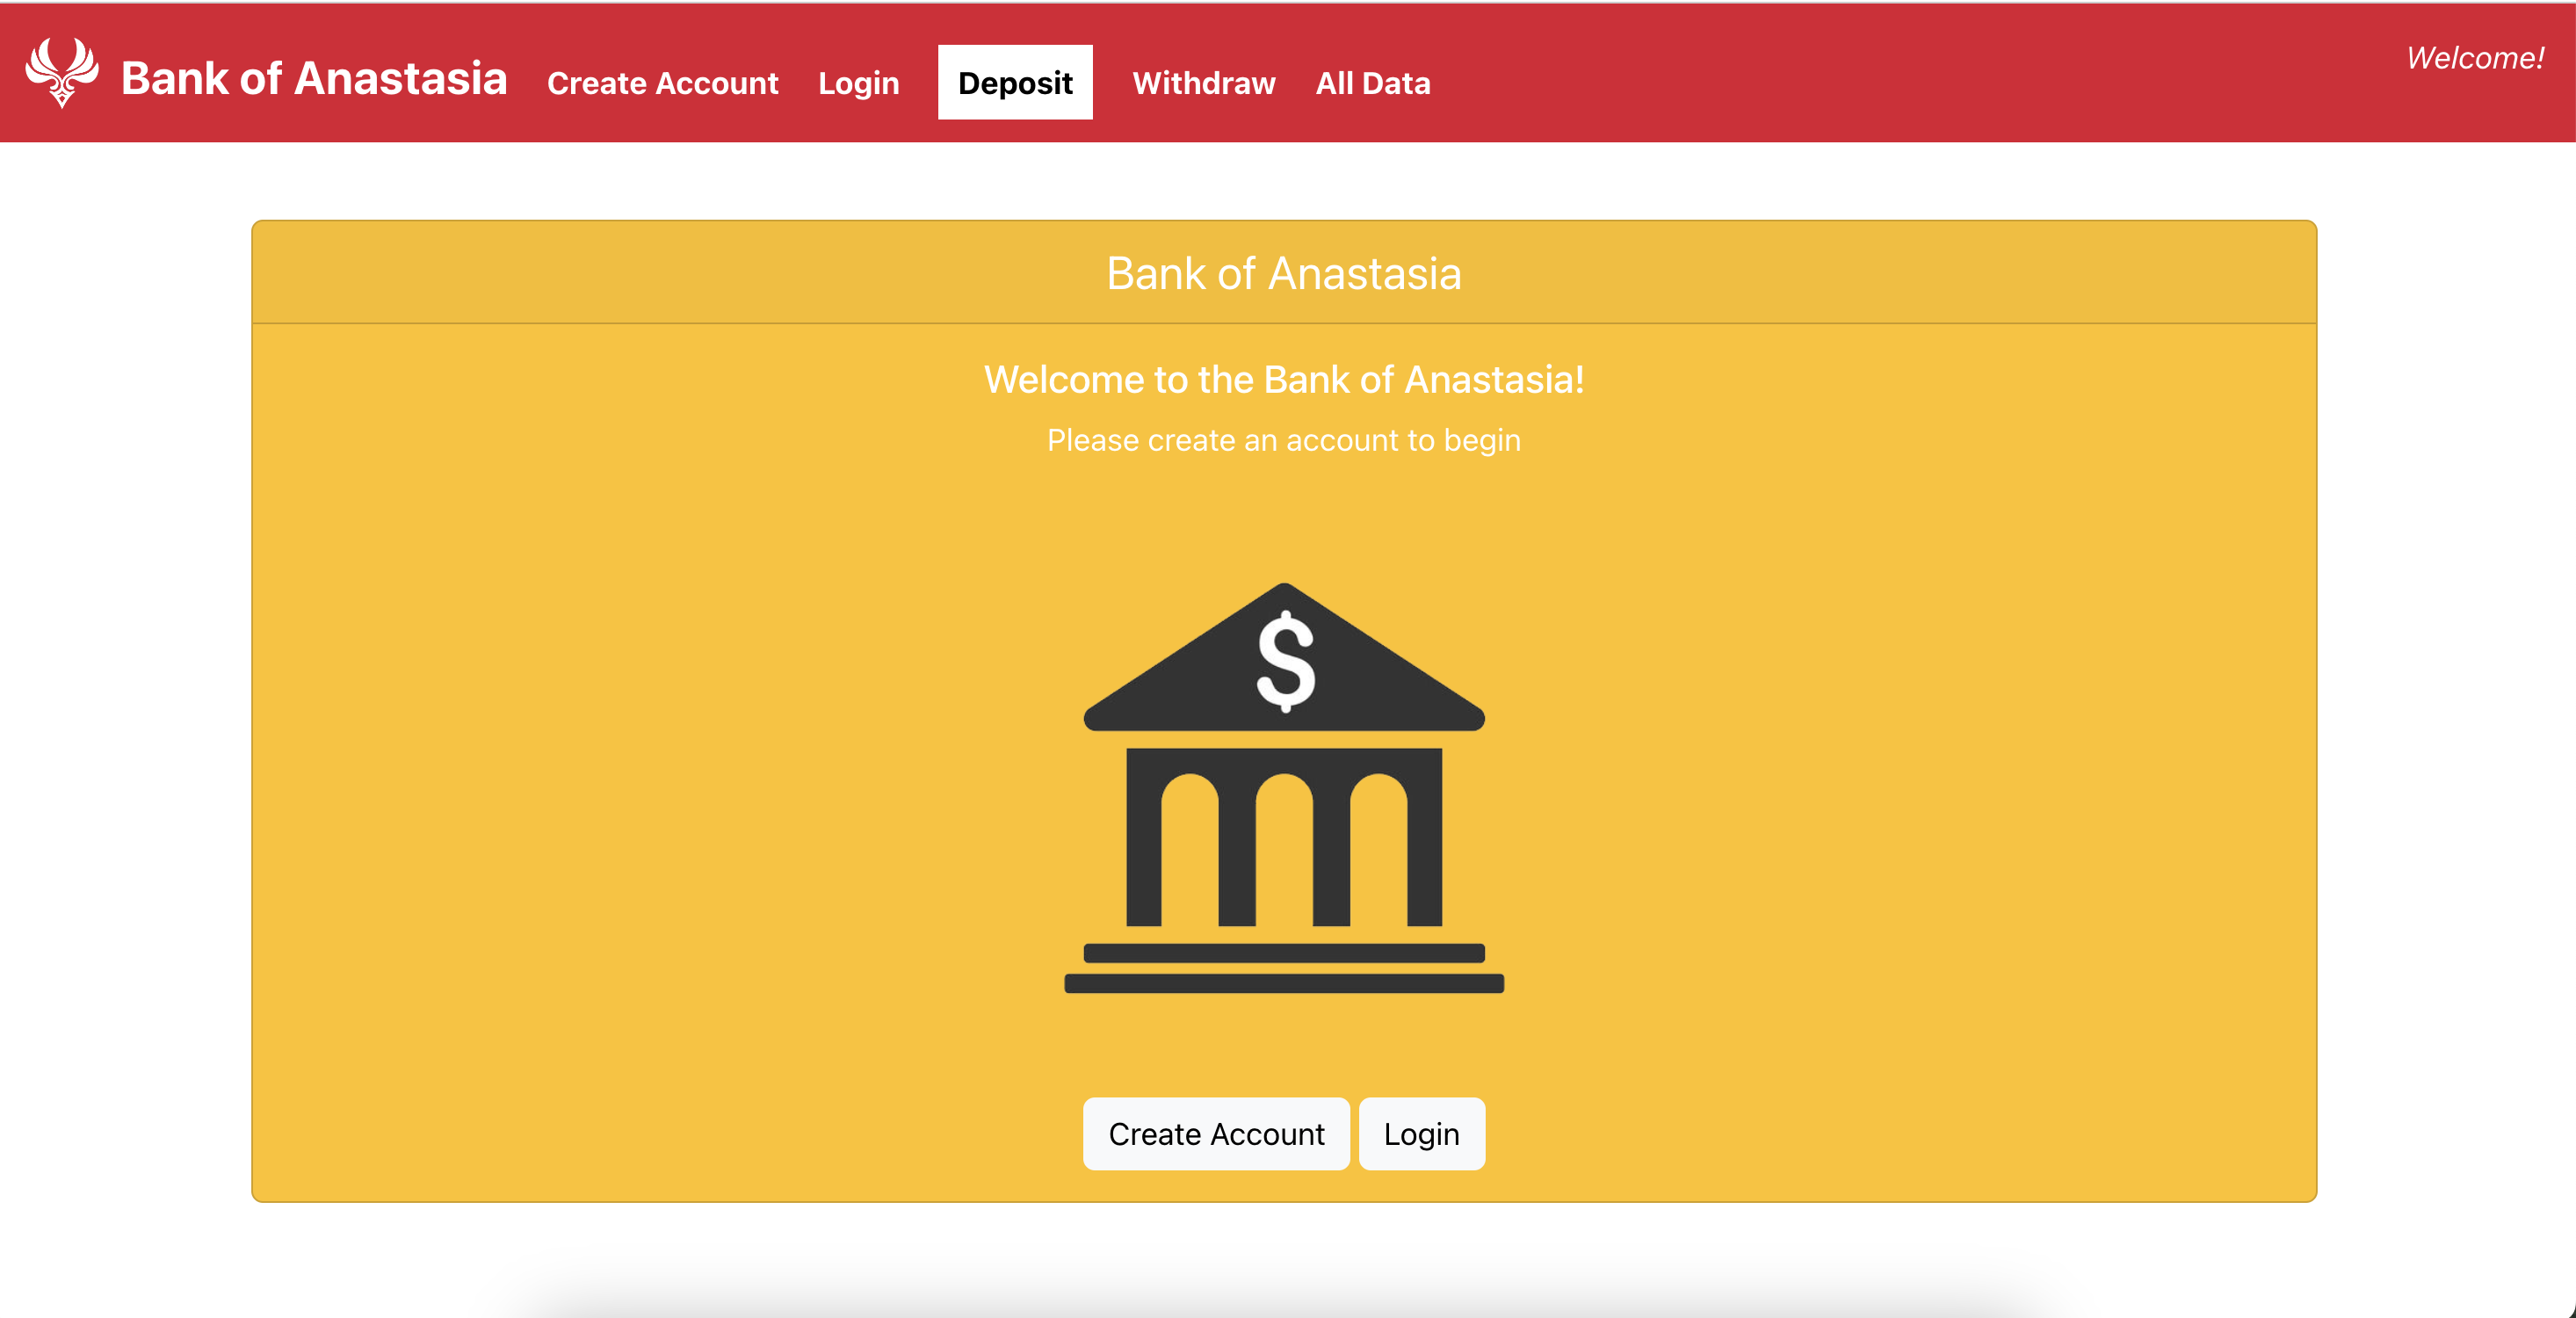 Bank of Anastasia Create Account Login Deposit Withdraw All Data Welcome!
Bank of Anastasia
Welcome to the Bank of Anastasia!
Please create an account to begin
$
Create Account Login